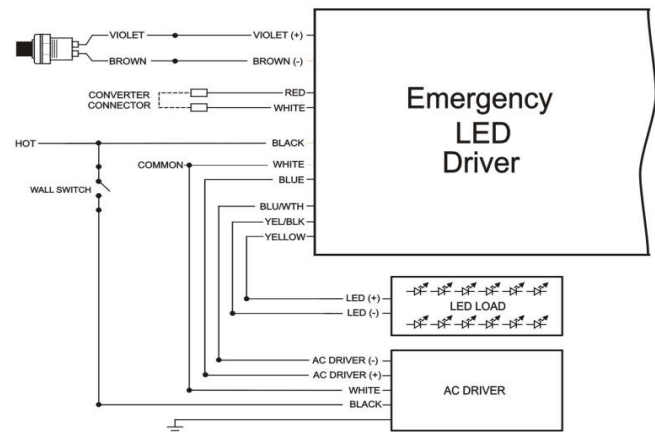 VIOLET
VIOLET (+)
BROWN
BROWN (-)
CONVERTER
CONNECTOR
RED
WHITE
Emergency
LED
Driver
HOT
BLACK
COMMON
WHITE
BLUE
WALL SWITCH
BLU/WTH
YEL/BLK
YELLOW
LED (+)
LED (-)
LED LOAD
AC DRIVER (-)
AC DRIVER (+)
WHITE
BLACK
AC DRIVER